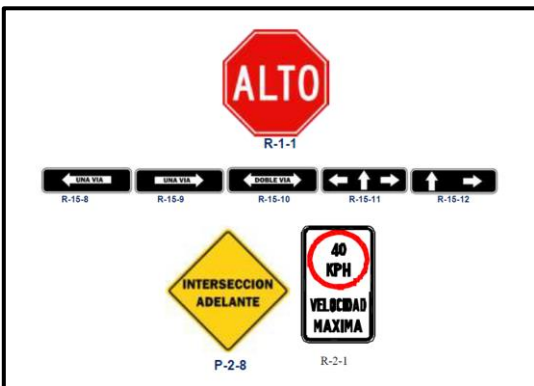 ALTO
R-1-1
UNA VIA
UNA VIA
DOBLE VIA
R-15-8
R-15-9
R-15-10
R-15-11
R-15-12
INTERSECCION
ADELANTE
P-2-8
40
KPH
VELOCIDAD
MAXIMA
R-2-1